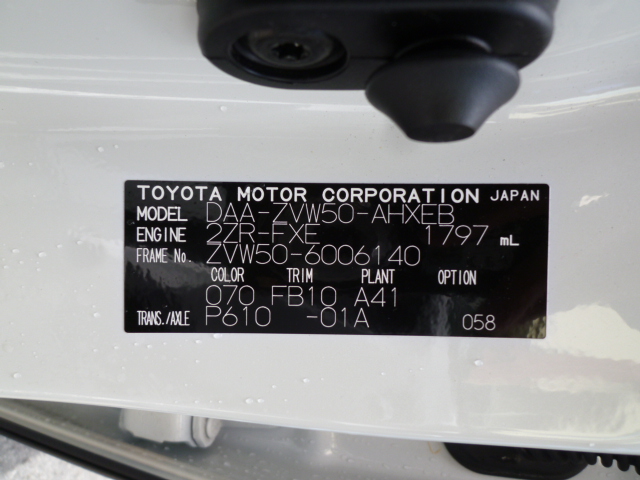 TOYOTA MOTOR CORPORATION JAPAN
MODEL DAA-ZVW50-AHXEB
ENGINE 2ZR-FXE 1797 mL
FRAME No. ZVW50-6006140
COLOR TRIM PLANT OPTION
070 FB10 A41
TRANS./AXLE P610 -01A 058